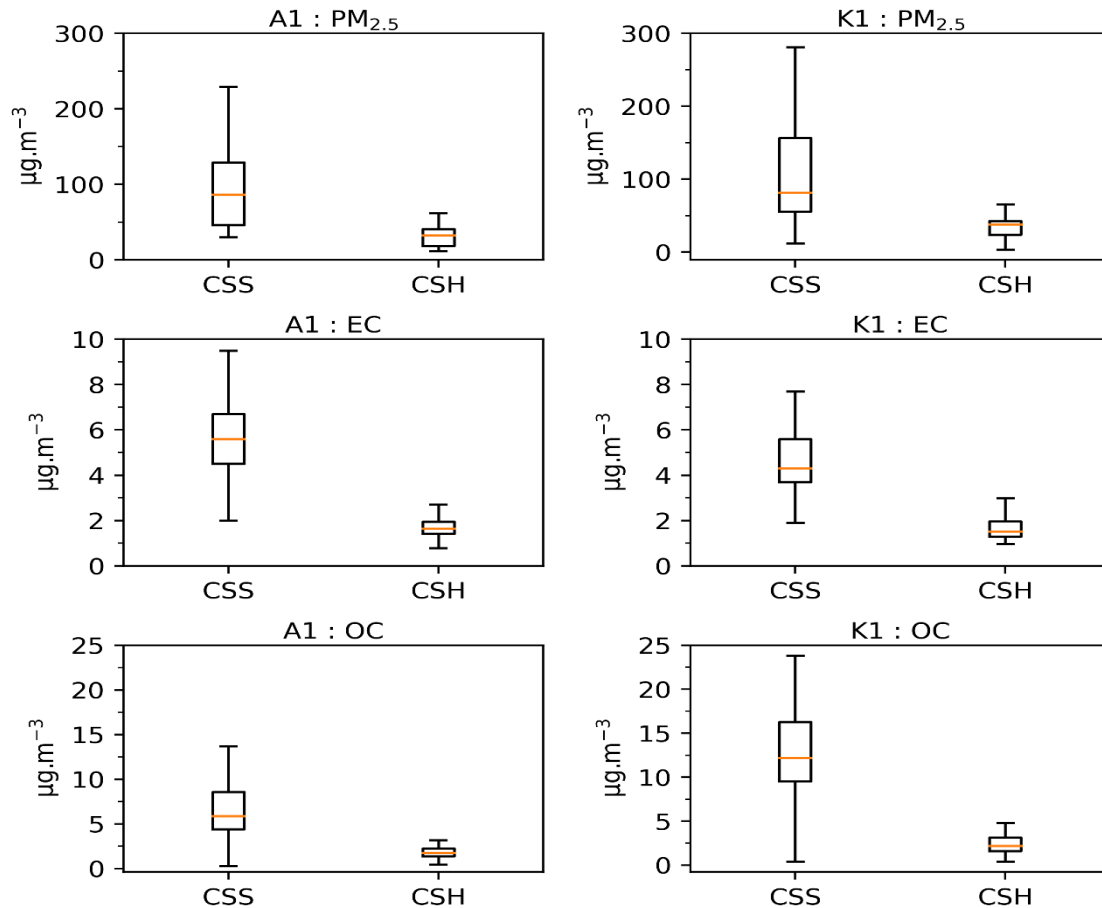 A1 : PM₂.₅
300
200
100
0
µg.m⁻³
CSS CSH
K1 : PM₂.₅
300
200
100
0
µg.m⁻³
CSS CSH
A1 : EC
10
8
6
4
2
0
µg.m⁻³
CSS CSH
K1 : EC
10
8
6
4
2
0
µg.m⁻³
CSS CSH
A1 : OC
25
20
15
10
5
0
µg.m⁻³
CSS CSH
K1 : OC
25
20
15
10
5
0
µg.m⁻³
CSS CSH